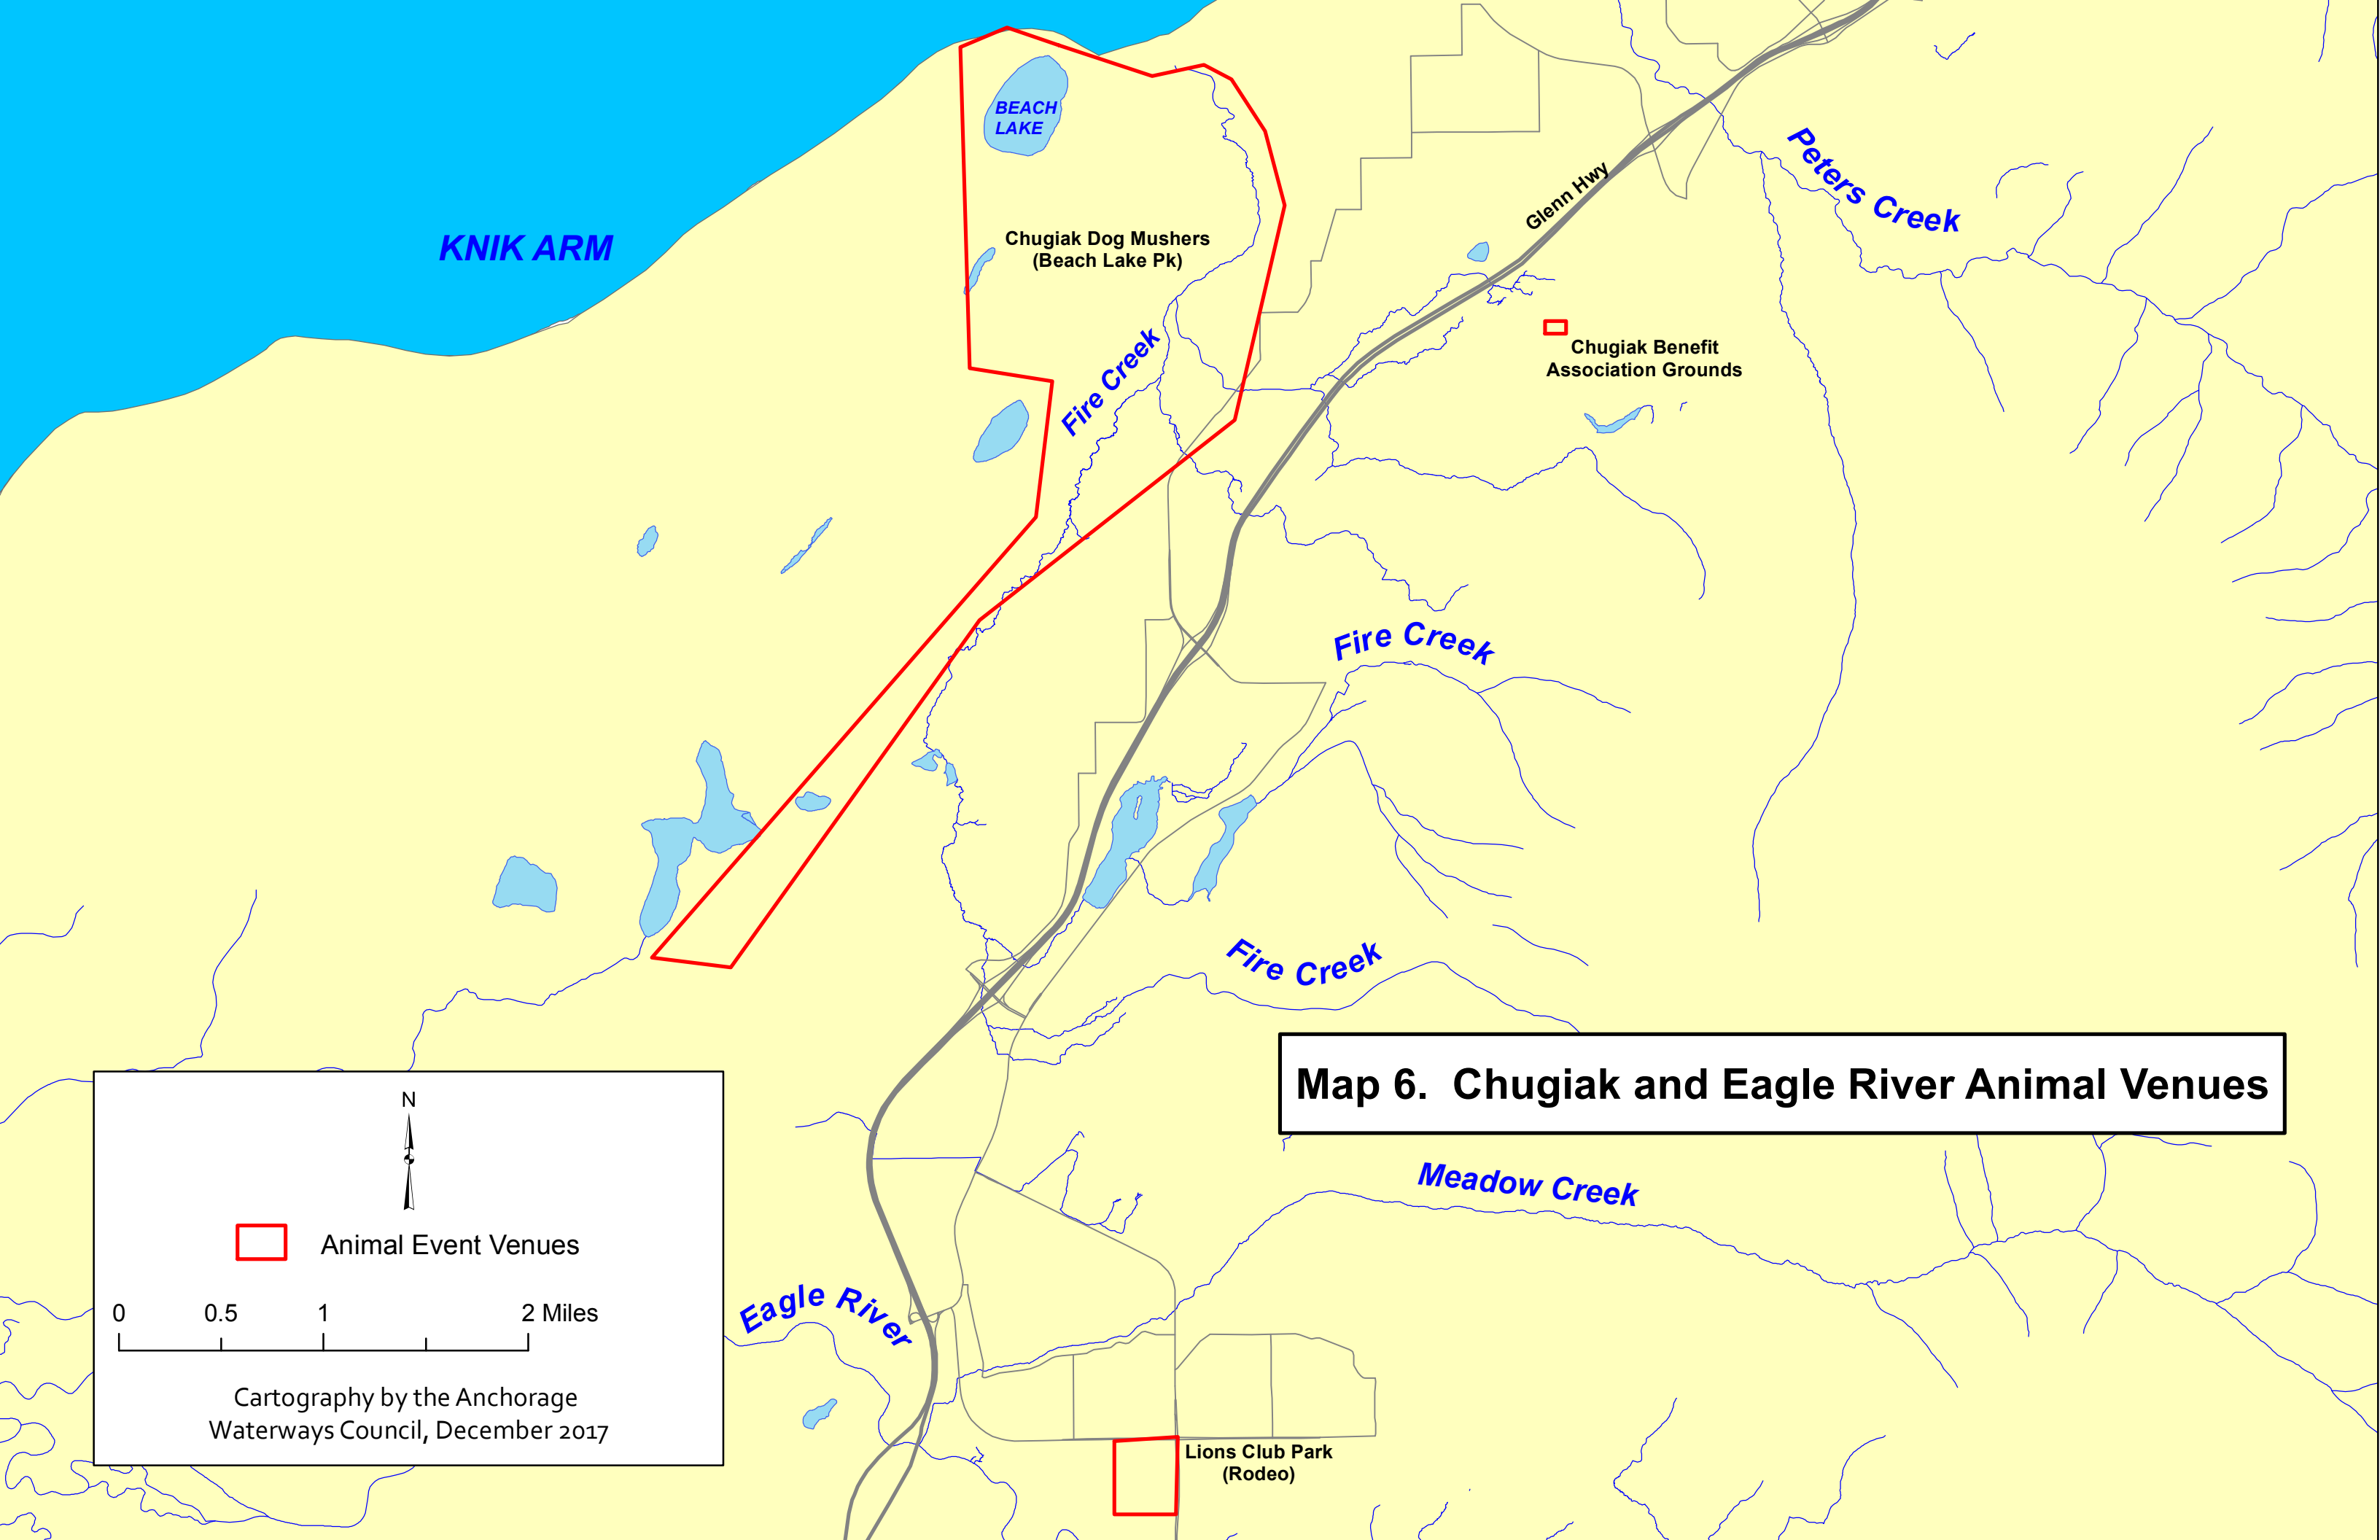 BEACH
LAKE
KNIK ARM
Chugiak Dog Mushers
(Beach Lake Pk)
Glenn Hwy
Peters Creek
Chugiak Benefit
Association Grounds
Fire Creek
Fire Creek
Fire Creek
Map 6. Chugiak and Eagle River Animal Venues
Meadow Creek
Eagle River
Lions Club Park
(Rodeo)
N
Animal Event Venues
0 0.5 1 2 Miles
Cartography by the Anchorage
Waterways Council, December 2017